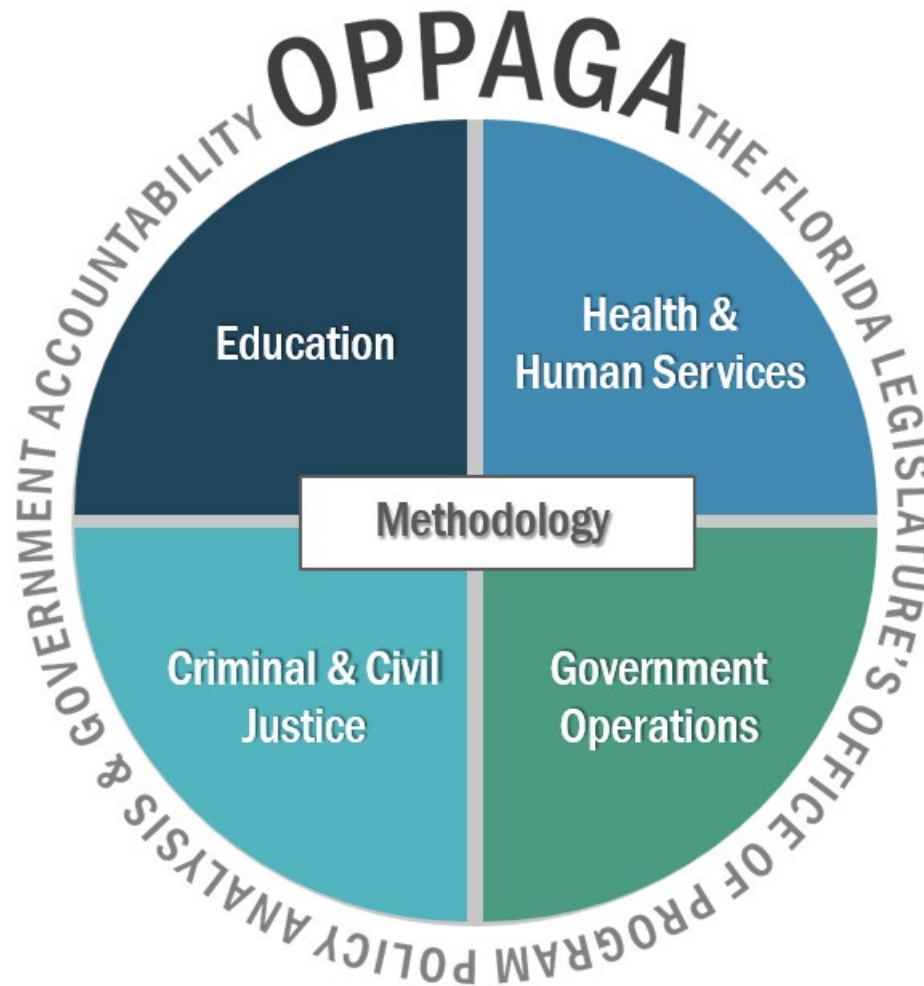 OPPAGA
THE FLORIDA LEGISLATURE'S OFFICE OF PROGRAM POLICY ANALYSIS & GOVERNMENT ACCOUNTABILITY
Education
Health &
Human Services
Methodology
Criminal & Civil
Justice
Government
Operations